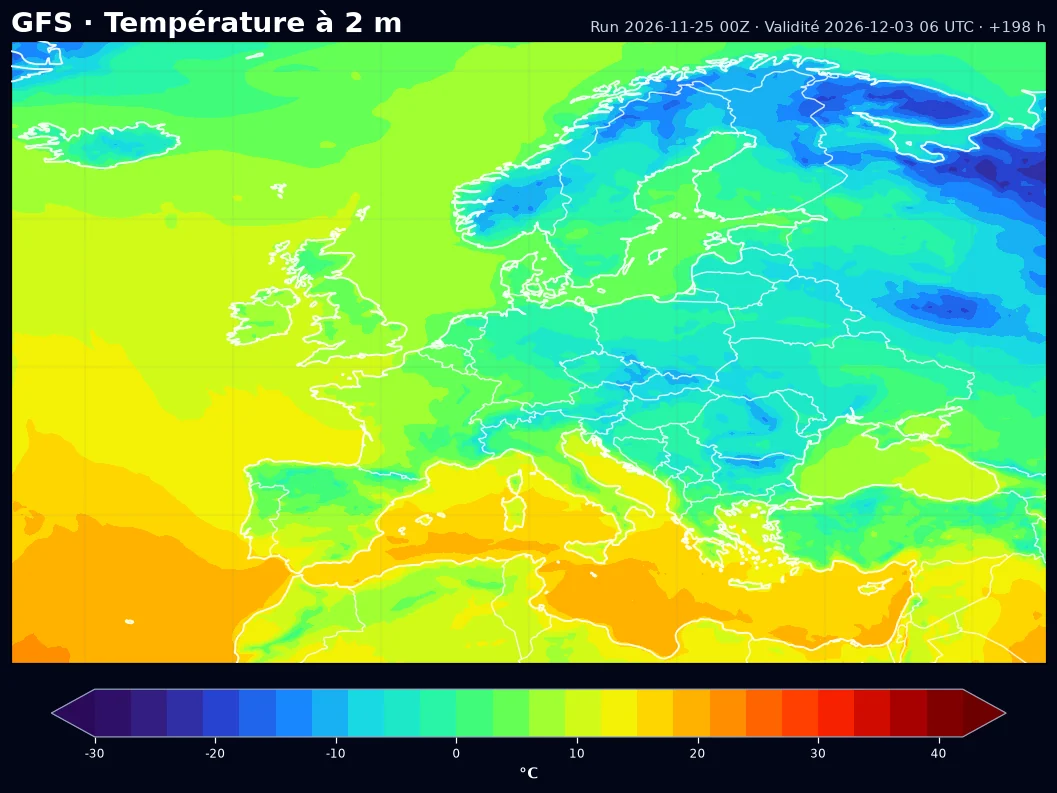 GFS · Température à 2 m
Run 2026-11-25 00Z · Validité 2026-12-03 06 UTC · +198 h
-30 -20 -10 0 10 20 30 40
°C